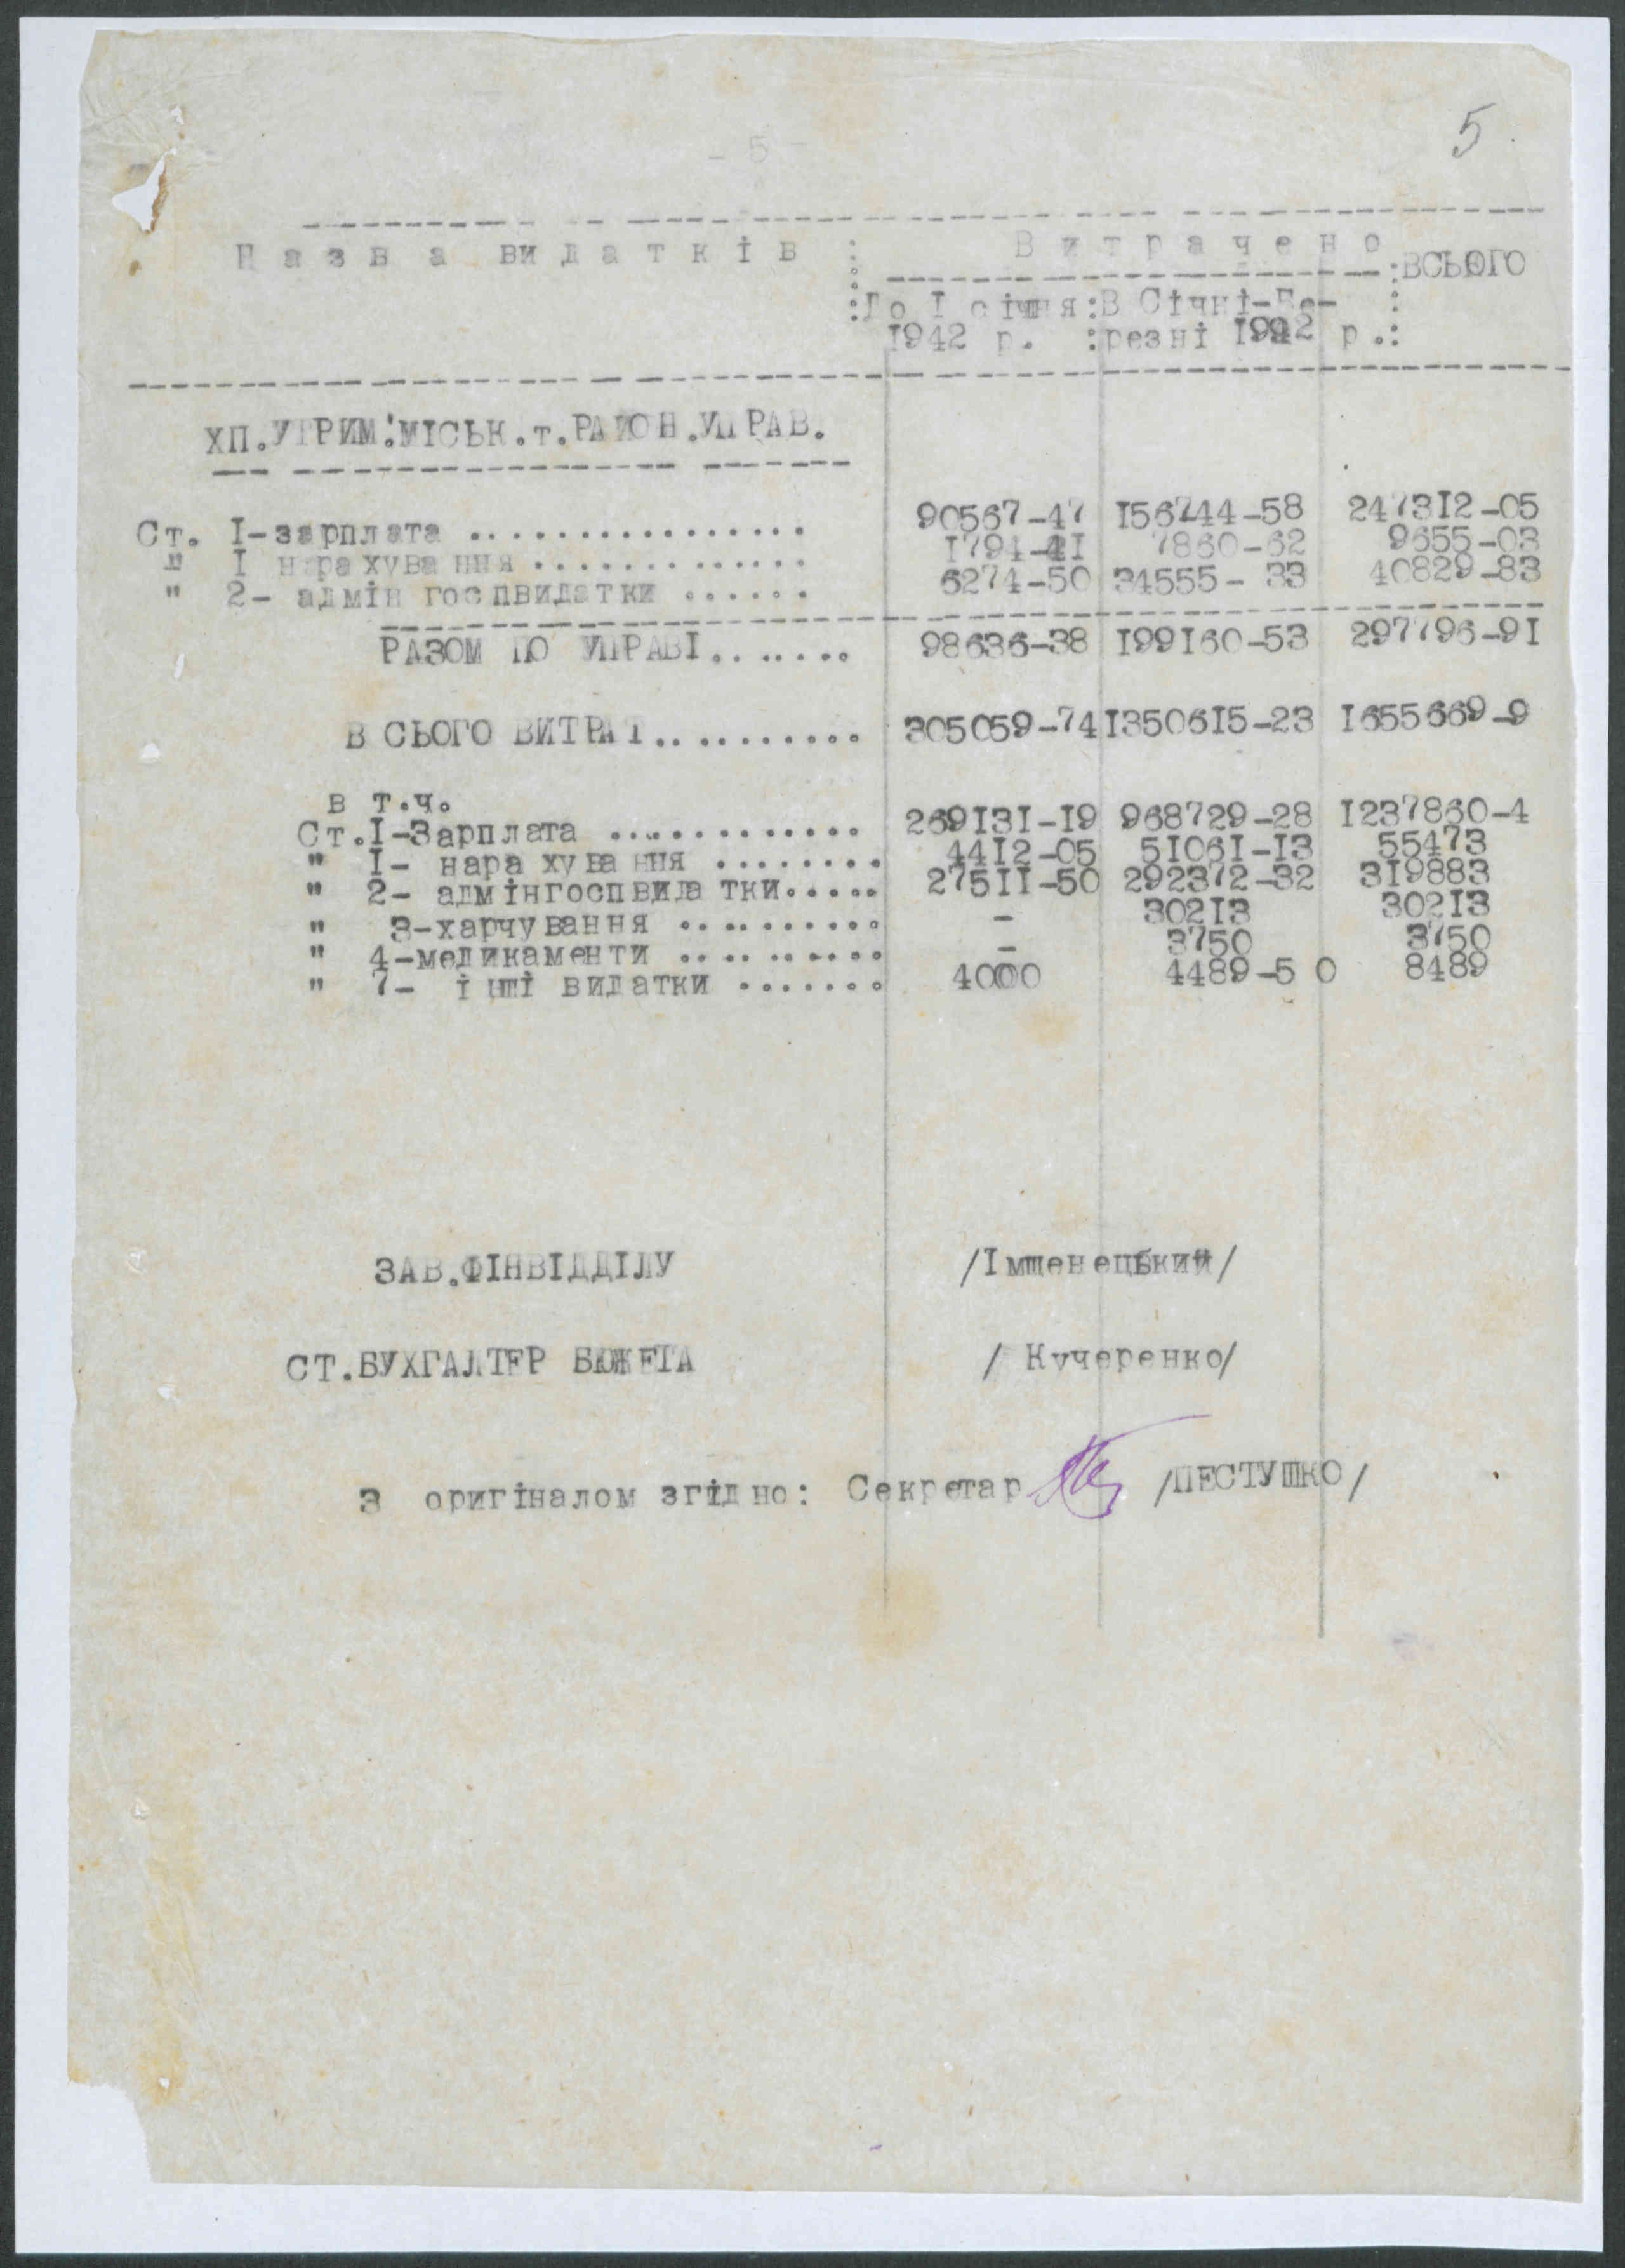 5
- 5 -
Назва видатків : Витрачено :ВСЬОГО
:До I січня:В Січні-Бе- :
1942 р. :резні 1942 р.:
ХП.УТРИМ.МІСЬК.т.РАЙОН.УПРАВ.
Ст. I-зарплата ................. 90567-47 156744-58 247312-05
" I нарахування ............. 1794-41 7860-62 9655-03
" 2- адмін госпвидатки ...... 6274-50 34555-33 40829-83
РАЗОМ ПО УПРАВІ........ 98636-38 199160-53 297796-91
ВСЬОГО ВИТРАТ........... 305059-74 1350615-23 1655669-9
в т.ч.
Ст.I-Зарплата ............ 269131-19 968729-28 1237860-4
" I- нарахування ........ 4412-05 51061-13 55473
" 2- адмінгоспвидатки..... 27511-50 292372-32 319883
" 3-харчування .......... - 30213 30213
" 4-медикаменти .......... - 3750 3750
" 7- інші видатки ....... 4000 4489-50 8489
ЗАВ.ФІНВІДДІЛУ /Імшенецький/
СТ.БУХГАЛТЕР БЮЖЕТА / Кучеренко/
З оригіналом згідно: Секретар /ПЕСТУШКО/